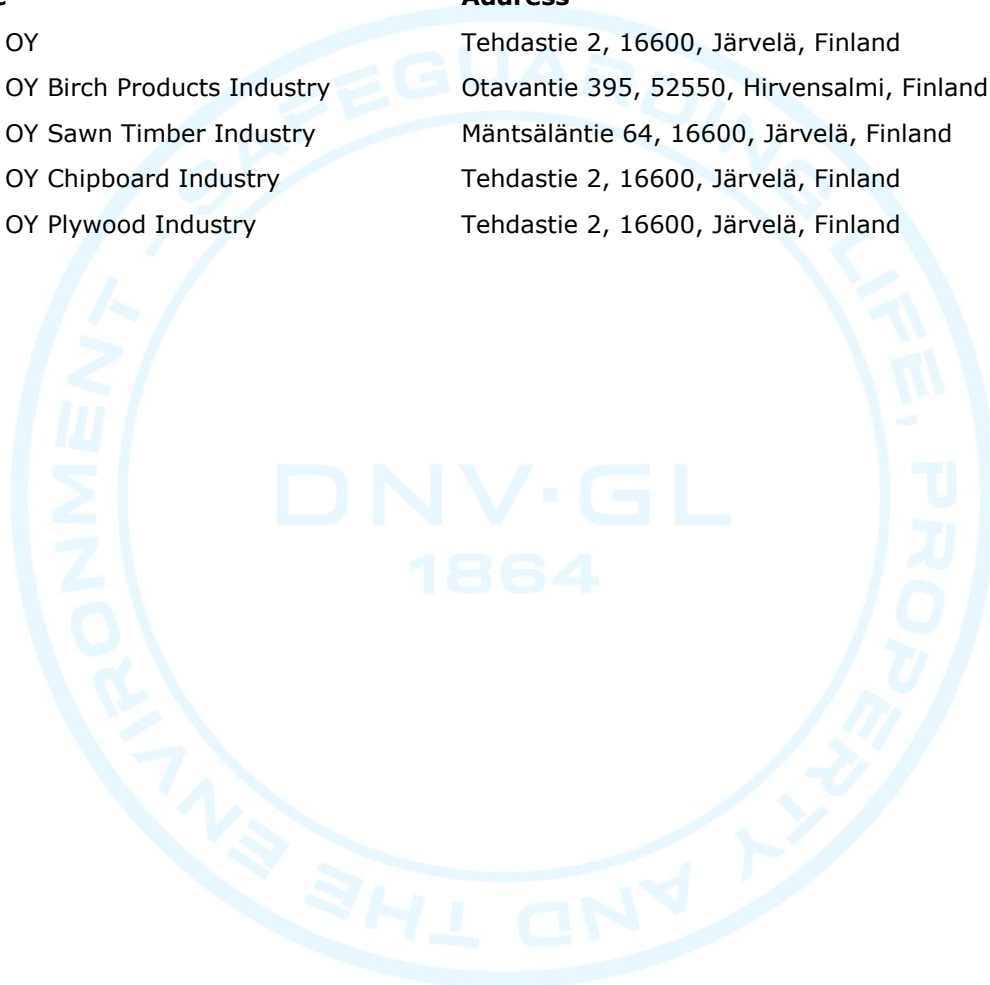 Address
OY Tehdastie 2, 16600, Järvelä, Finland
OY Birch Products Industry Otavantie 395, 52550, Hirvensalmi, Finland
OY Sawn Timber Industry Mäntsäläntie 64, 16600, Järvelä, Finland
OY Chipboard Industry Tehdastie 2, 16600, Järvelä, Finland
OY Plywood Industry Tehdastie 2, 16600, Järvelä, Finland
SAFEGUARDING LIFE, PROPERTY AND THE ENVIRONMENT –
DNV·GL
1864